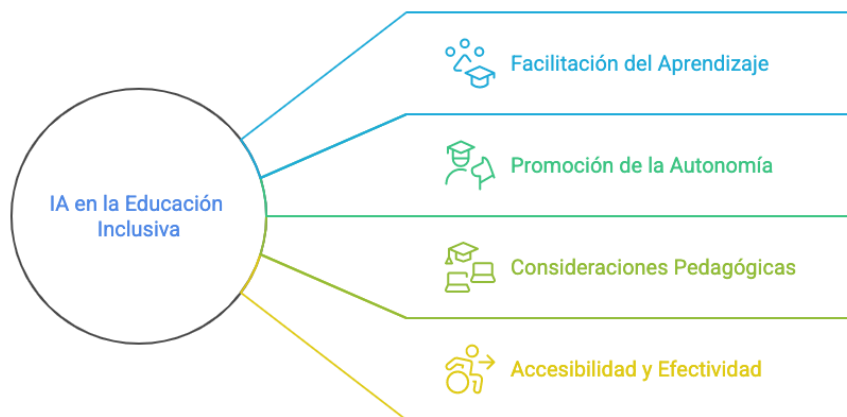 IA en la Educación
Inclusiva
Facilitación del Aprendizaje
Promoción de la Autonomía
Consideraciones Pedagógicas
Accesibilidad y Efectividad